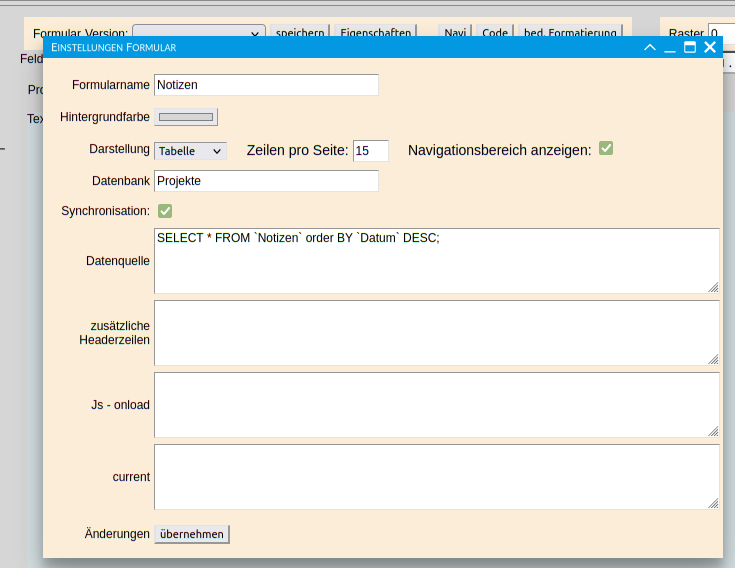 Formular Version: speichern Eigenschaften Navi Code bed. Formatierung Raster 0
EINSTELLUNGEN FORMULAR
Feld
Formularname Notizen
Pro
Hintergrundfarbe
Tex
Darstellung Tabelle Zeilen pro Seite: 15 Navigationsbereich anzeigen:
Datenbank Projekte
Synchronisation:
SELECT * FROM `Notizen` order BY `Datum` DESC;
Datenquelle
zusätzliche
Headerzeilen
Js - onload
current
Änderungen übernehmen